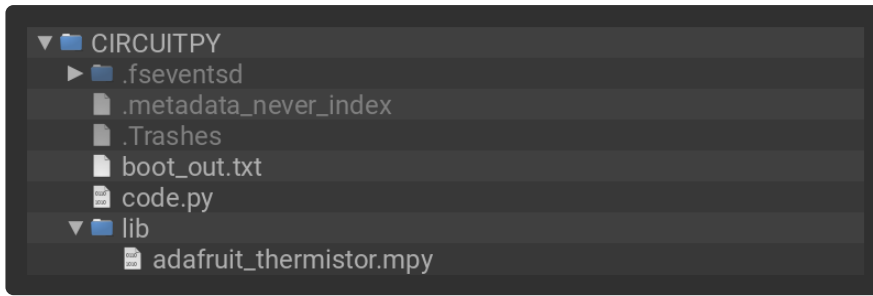 CIRCUITPY
.fseventsd
.metadata_never_index
.Trashes
boot_out.txt
code.py
lib
adafruit_thermistor.mpy